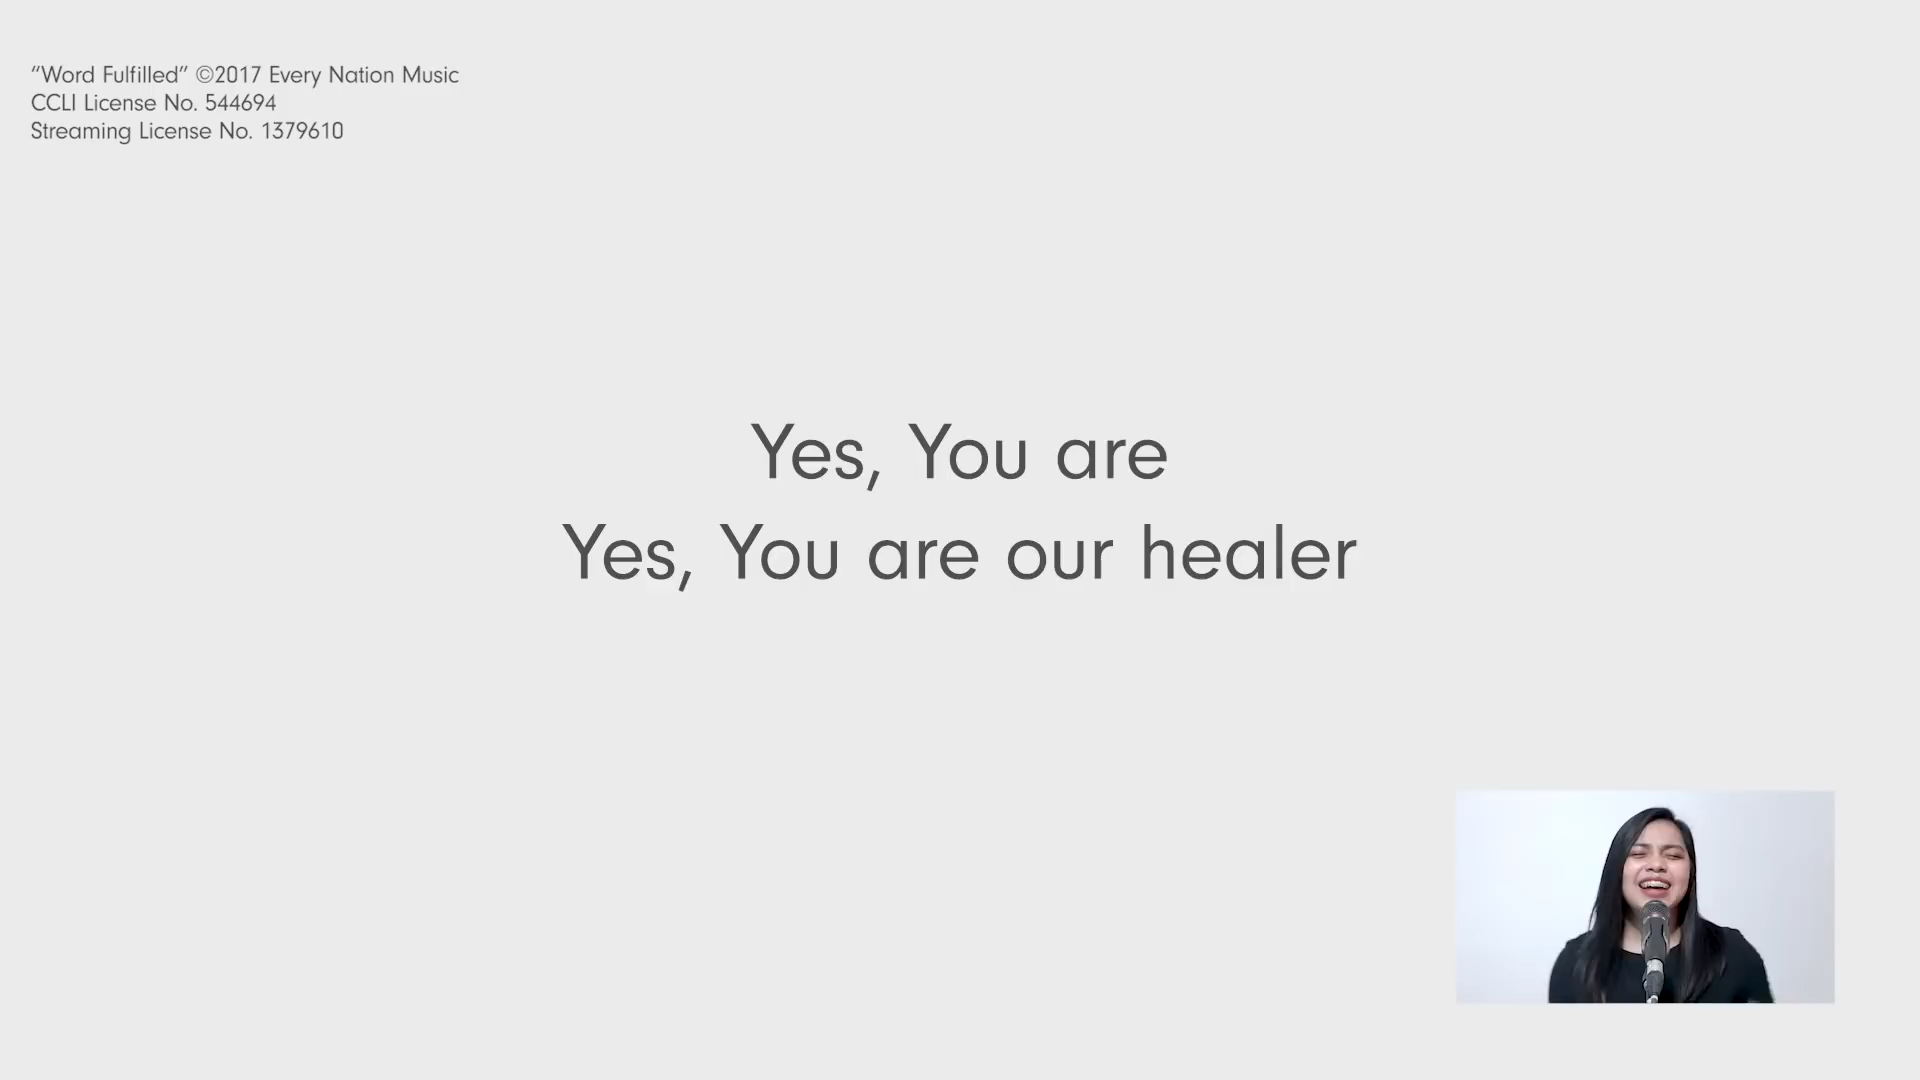 “Word Fulfilled” ©2017 Every Nation Music
CCLI License No. 544694
Streaming License No. 1379610
Yes, You are
Yes, You are our healer